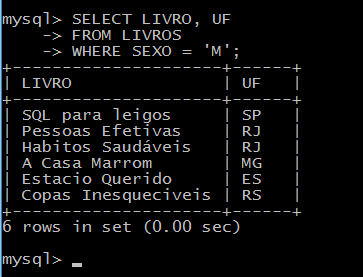 mysql> SELECT LIVRO, UF
    -> FROM LIVROS
    -> WHERE SEXO = 'M';
+----------------------+------+
| LIVRO                | UF   |
+----------------------+------+
| SQL para leigos      | SP   |
| Pessoas Efetivas     | RJ   |
| Habitos Saudáveis    | RJ   |
| A Casa Marrom        | MG   |
| Estacio Querido      | ES   |
| Copas Inesqueciveis  | RS   |
+----------------------+------+
6 rows in set (0.00 sec)
mysql> _